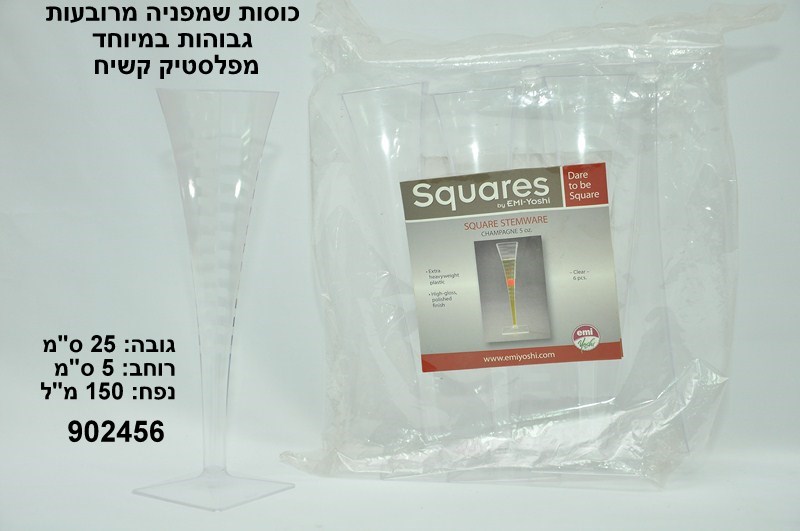 כוסות שמפניה מרובעות
גבוהות במיוחד
מפלסטיק קשיח
Squares
by EMI-Yoshi
Dare
to be
Square
SQUARE STEMWARE
CHAMPAGNE 5 oz.
• Extra
heavyweight
plastic
• High-gloss,
polished
finish
- Clear -
6 pcs.
emi
Yoshi
www.emiyoshi.com
גובה: 25 ס"מ
רוחב: 5 ס"מ
נפח: 150 מ"ל
902456